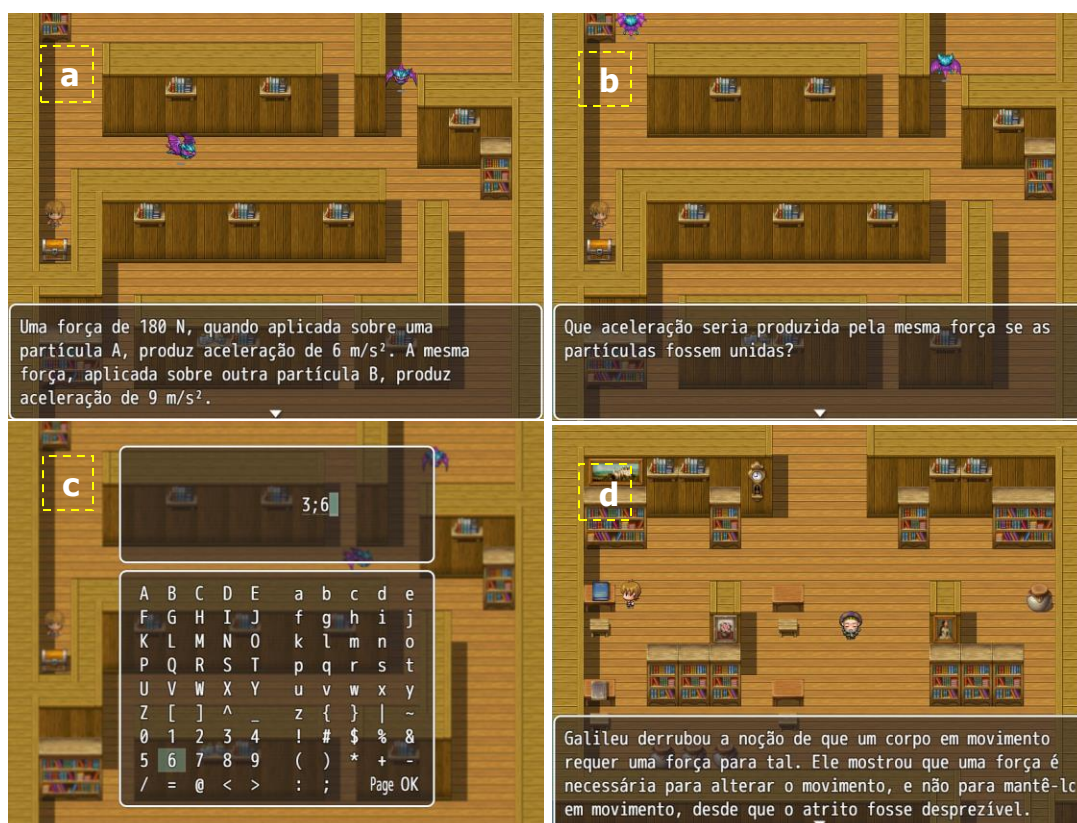 a
Uma força de 180 N, quando aplicada sobre uma
partícula A, produz aceleração de 6 m/s². A mesma
força, aplicada sobre outra partícula B, produz
aceleração de 9 m/s².
b
Que aceleração seria produzida pela mesma força se as
partículas fossem unidas?
c
3;6
A B C D E a b c d e
F G H I J f g h i j
K L M N O k l m n o
P Q R S T p q r s t
U V W X Y u v w x y
Z [ ] ^ _ z { } | ~
0 1 2 3 4 ! # $ % &
5 6 7 8 9 ( ) * + -
/ = @ < > : ; Page OK
d
Galileu derrubou a noção de que um corpo em movimento
requer uma força para tal. Ele mostrou que uma força é
necessária para alterar o movimento, e não para mantê-lo
em movimento, desde que o atrito fosse desprezível.